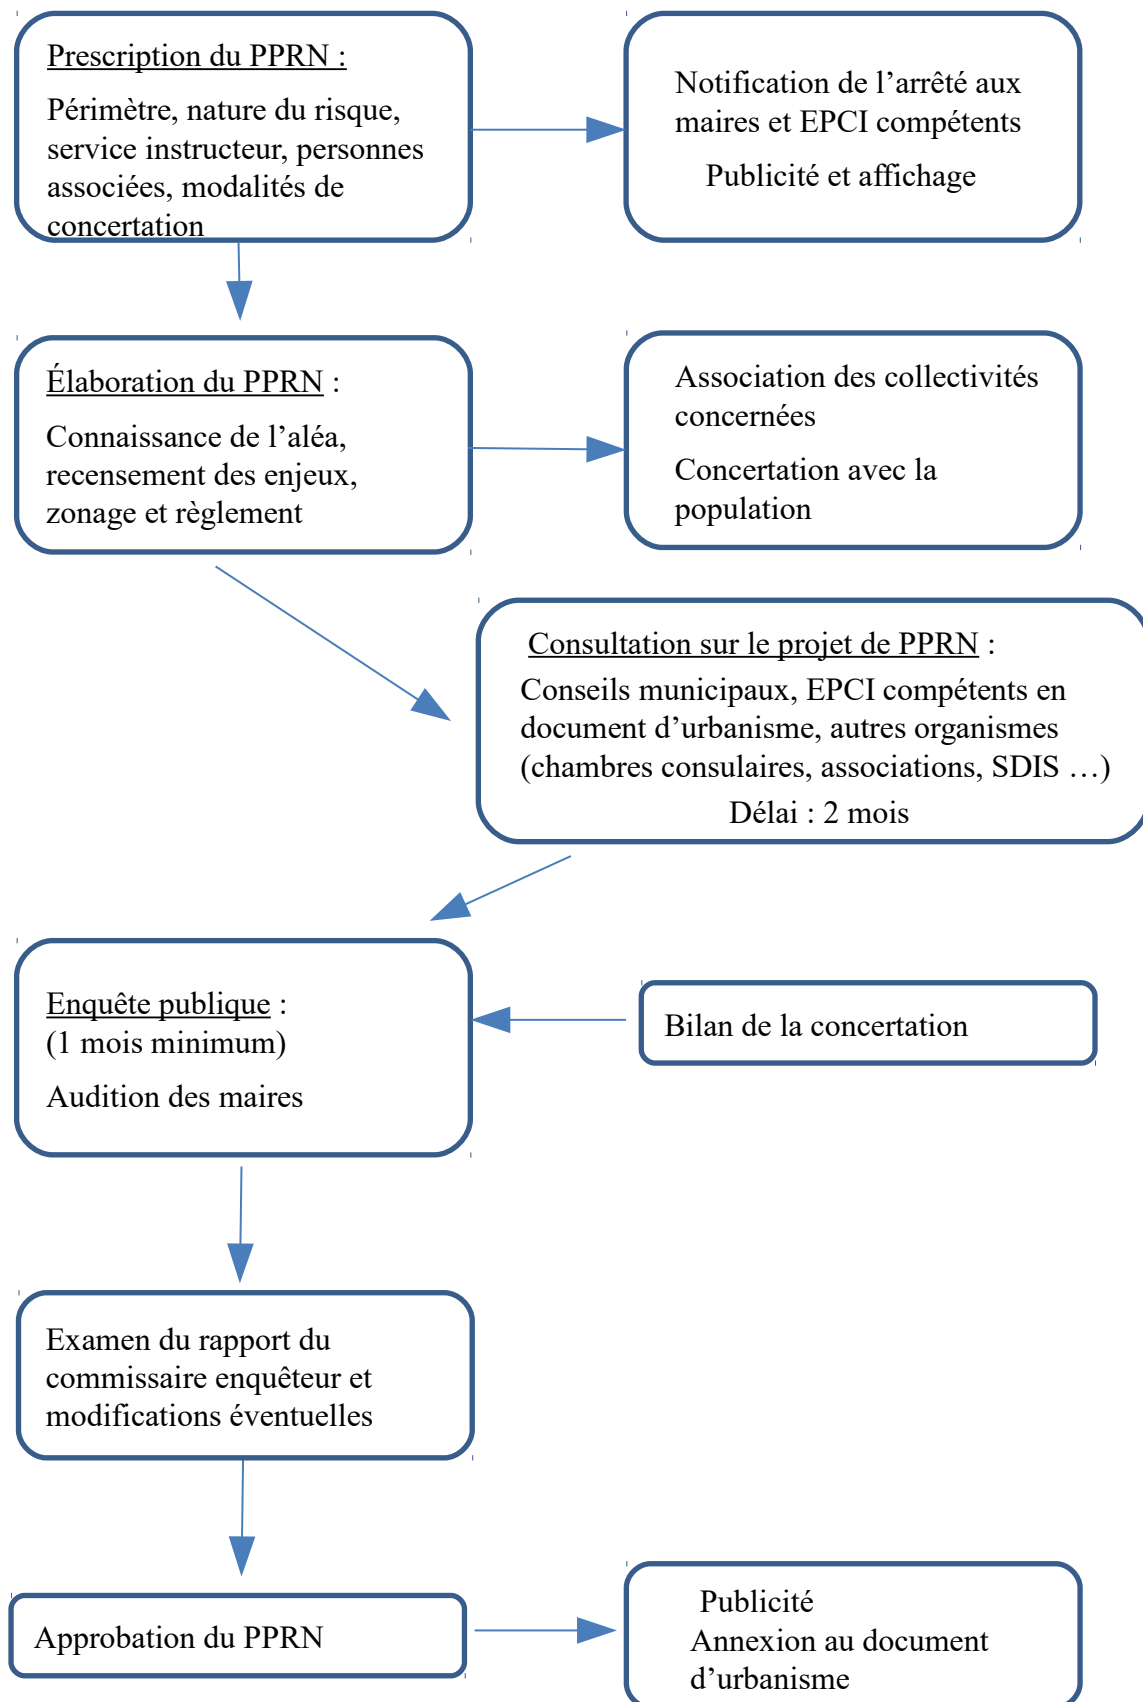 Prescription du PPRN :
Périmètre, nature du risque,
service instructeur, personnes
associées, modalités de
concertation
Notification de l’arrêté aux
maires et EPCI compétents
Publicité et affichage
Élaboration du PPRN :
Connaissance de l’aléa,
recensement des enjeux,
zonage et règlement
Association des collectivités
concernées
Concertation avec la
population
Consultation sur le projet de PPRN :
Conseils municipaux, EPCI compétents en
document d’urbanisme, autres organismes
(chambres consulaires, associations, SDIS …)
Délai : 2 mois
Enquête publique :
(1 mois minimum)
Audition des maires
Bilan de la concertation
Examen du rapport du
commissaire enquêteur et
modifications éventuelles
Approbation du PPRN
Publicité
Annexion au document
d’urbanisme